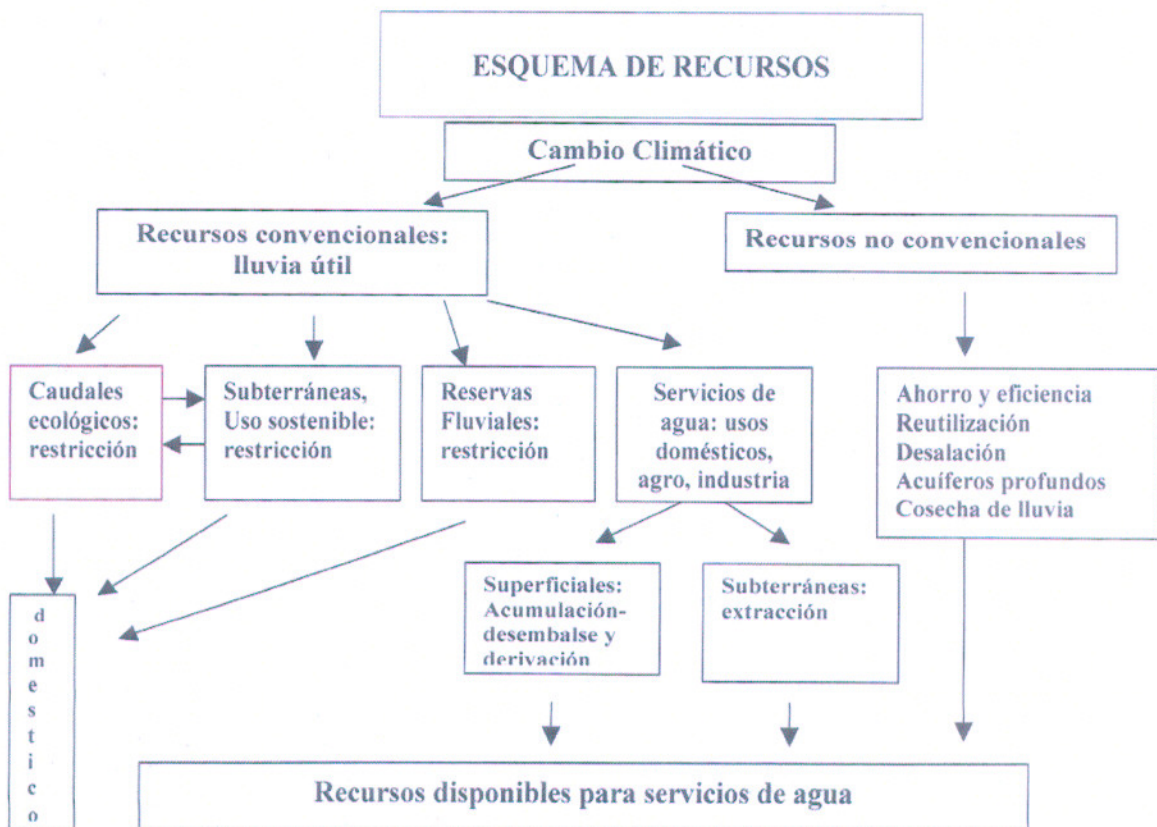 ESQUEMA DE RECURSOS
Cambio Climático
Recursos convencionales:
lluvia útil
Recursos no convencionales
Caudales
ecológicos:
restricción
Subterráneas,
Uso sostenible:
restricción
Reservas
Fluviales:
restricción
Servicios de
agua: usos
domésticos,
agro, industria
Ahorro y eficiencia
Reutilización
Desalación
Acuíferos profundos
Cosecha de lluvia
Superficiales:
Acumulación-
desembalse y
derivación
Subterráneas:
extracción
d
o
m
e
s
t
i
c
o
Recursos disponibles para servicios de agua